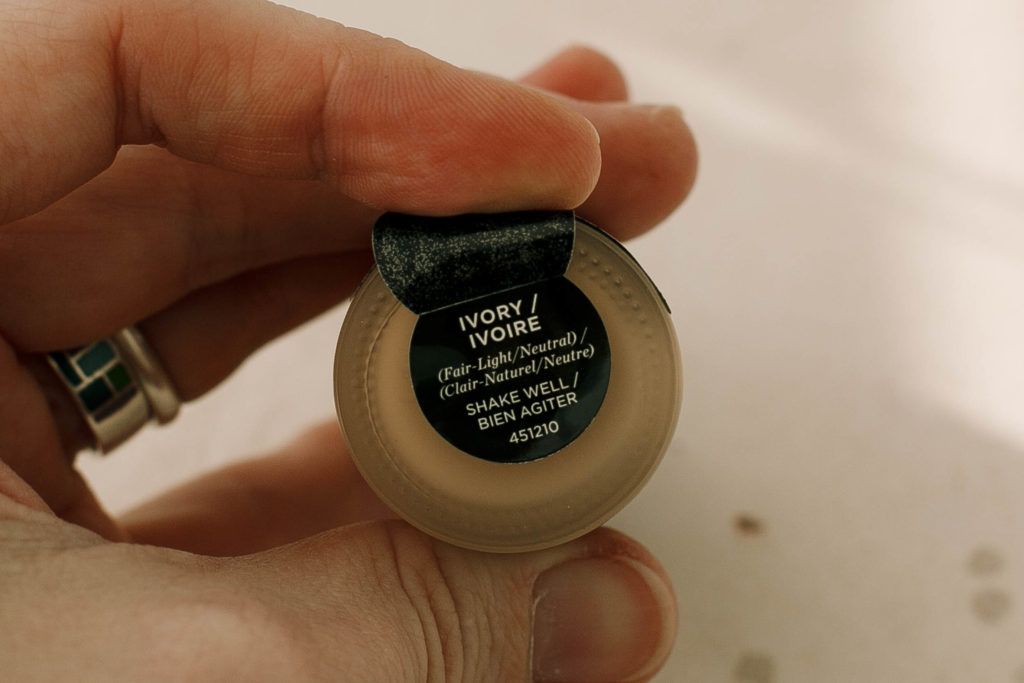 IVORY /
IVOIRE
(Fair-Light/Neutral) /
(Clair-Naturel/Neutre)
SHAKE WELL /
BIEN AGITER
451210